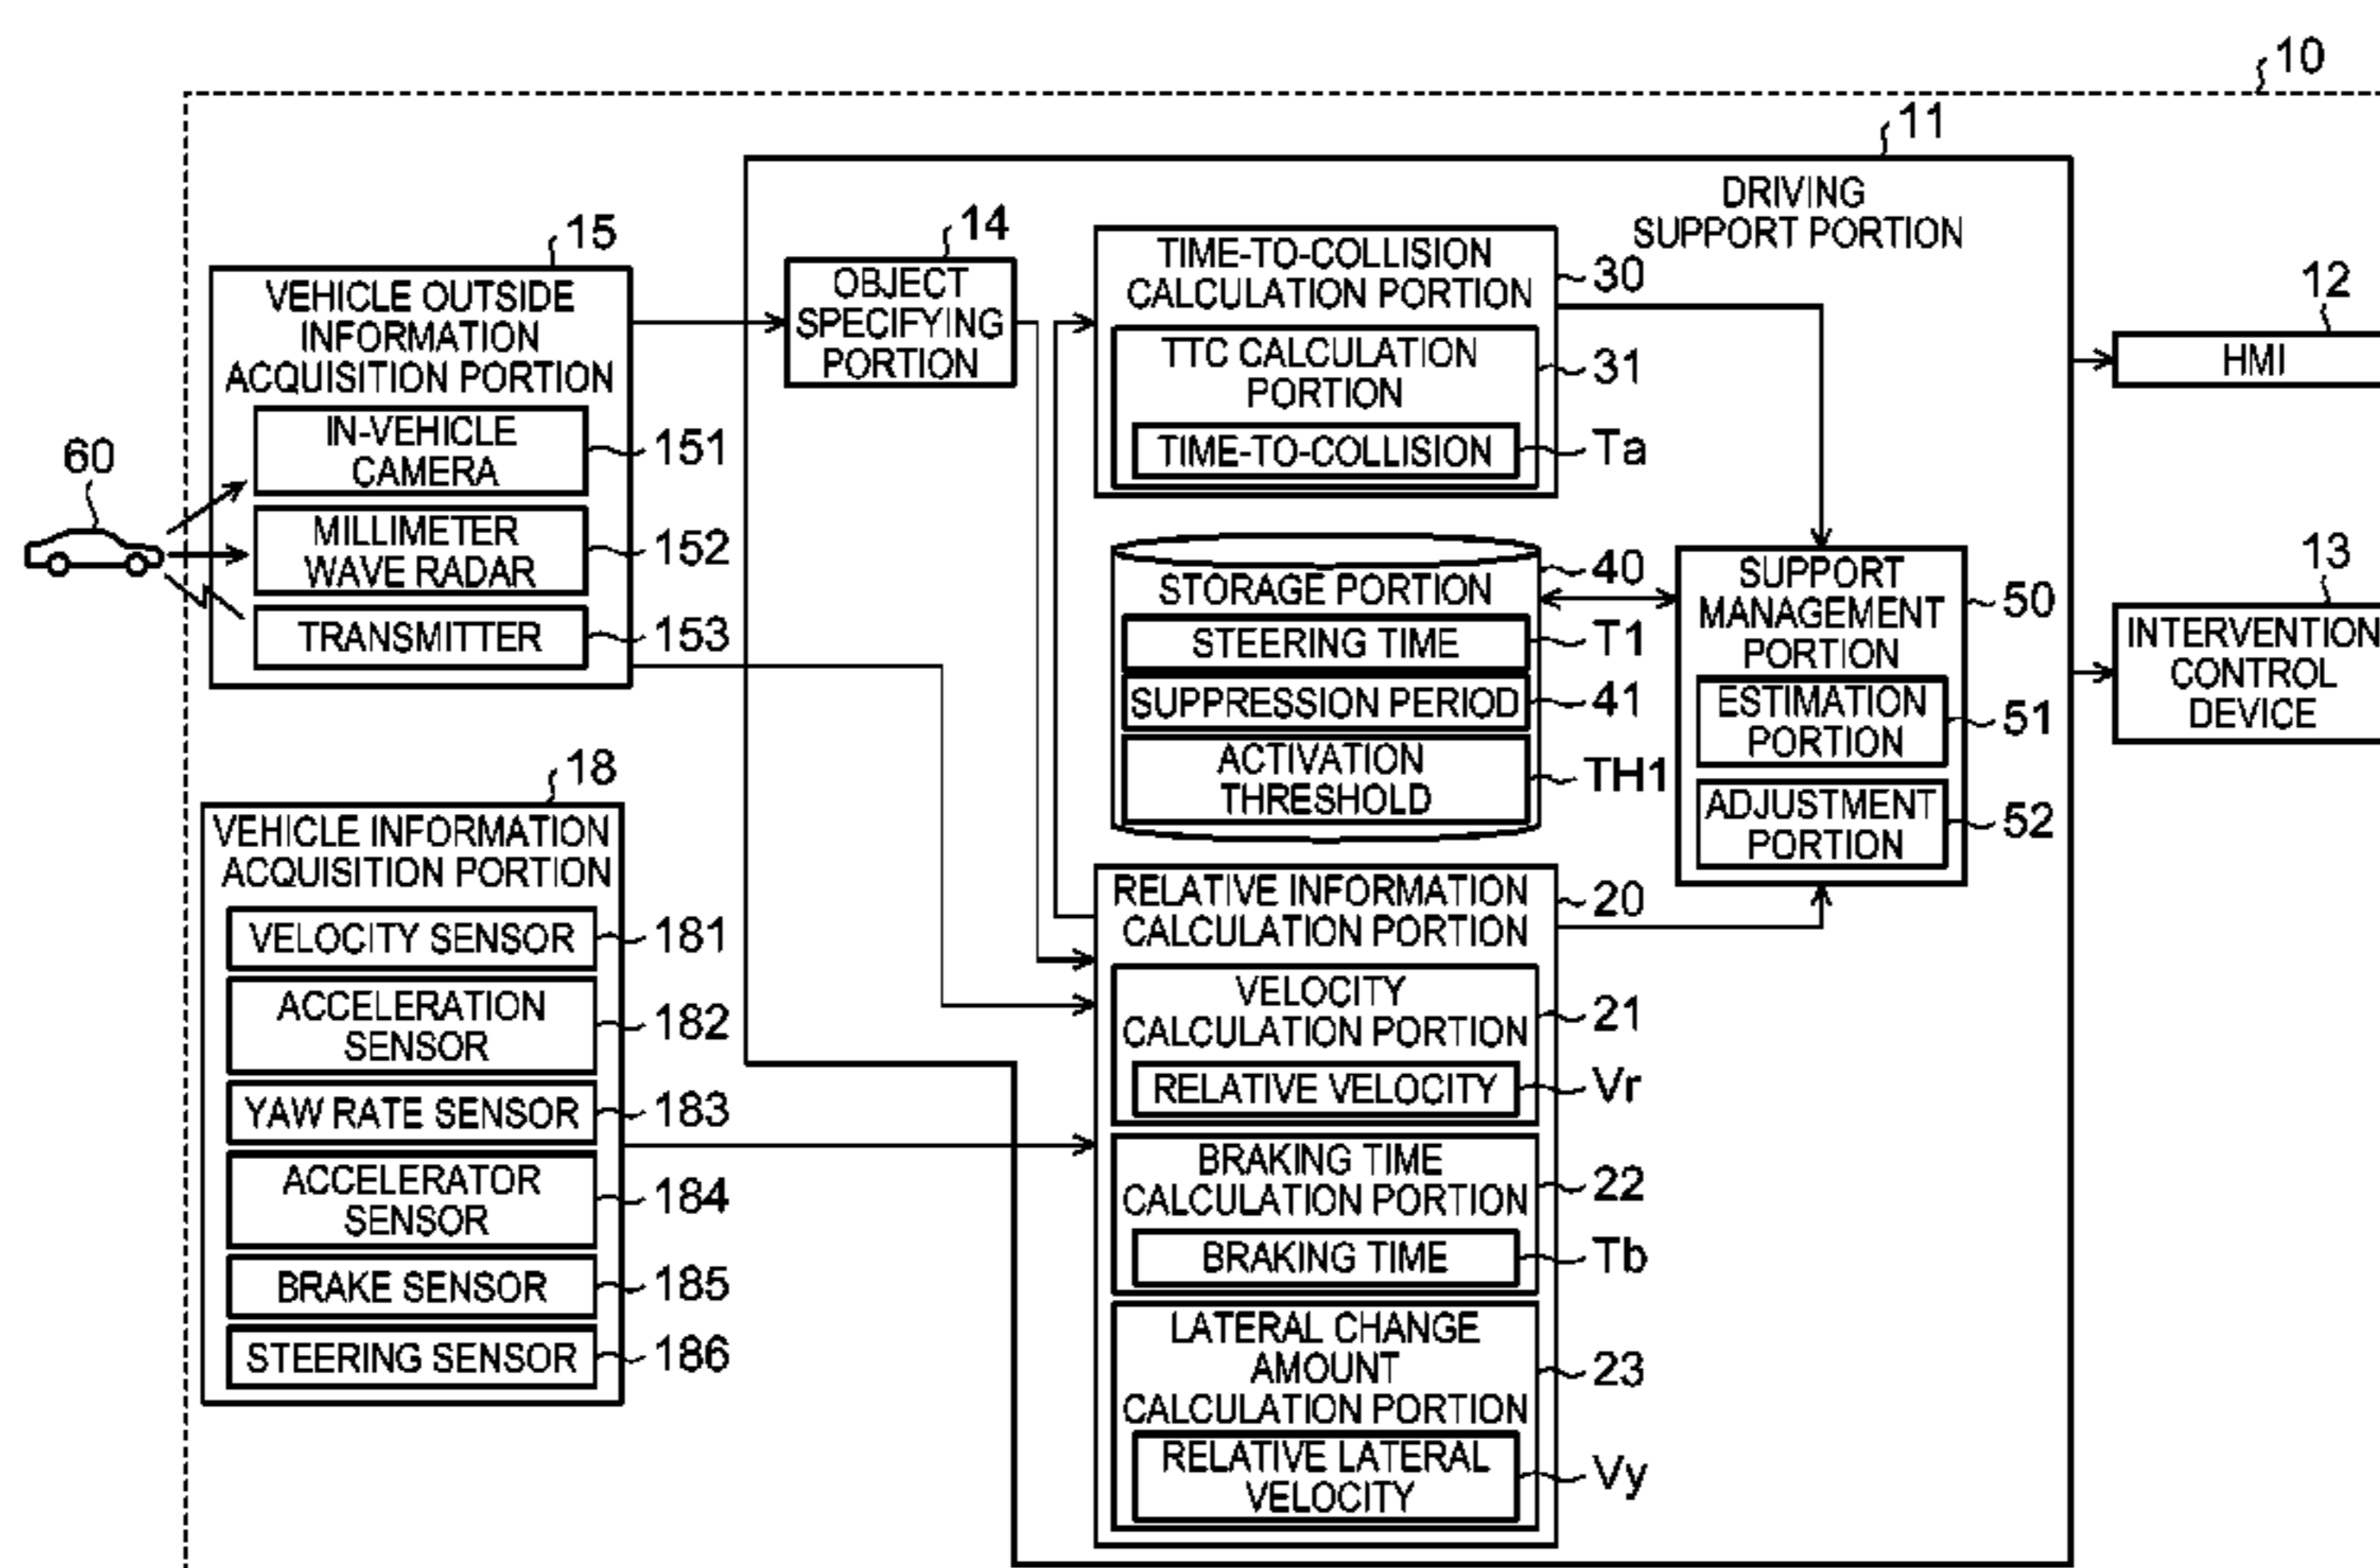 10
11
DRIVING
SUPPORT PORTION
15
VEHICLE OUTSIDE
INFORMATION
ACQUISITION PORTION
IN-VEHICLE
CAMERA
151
MILLIMETER
WAVE RADAR
152
TRANSMITTER
153
60
14
OBJECT
SPECIFYING
PORTION
TIME-TO-COLLISION
CALCULATION PORTION
30
TTC CALCULATION
PORTION
31
TIME-TO-COLLISION
Ta
12
HMI
STORAGE PORTION
40
STEERING TIME
T1
SUPPRESSION PERIOD
41
ACTIVATION
THRESHOLD
TH1
SUPPORT
MANAGEMENT
PORTION
50
ESTIMATION
PORTION
51
ADJUSTMENT
PORTION
52
13
INTERVENTION
CONTROL
DEVICE
18
VEHICLE INFORMATION
ACQUISITION PORTION
VELOCITY SENSOR
181
ACCELERATION
SENSOR
182
YAW RATE SENSOR
183
ACCELERATOR
SENSOR
184
BRAKE SENSOR
185
STEERING SENSOR
186
RELATIVE INFORMATION
CALCULATION PORTION
20
VELOCITY
CALCULATION PORTION
21
RELATIVE VELOCITY
Vr
BRAKING TIME
CALCULATION PORTION
22
BRAKING TIME
Tb
LATERAL CHANGE
AMOUNT
CALCULATION PORTION
23
RELATIVE LATERAL
VELOCITY
Vy